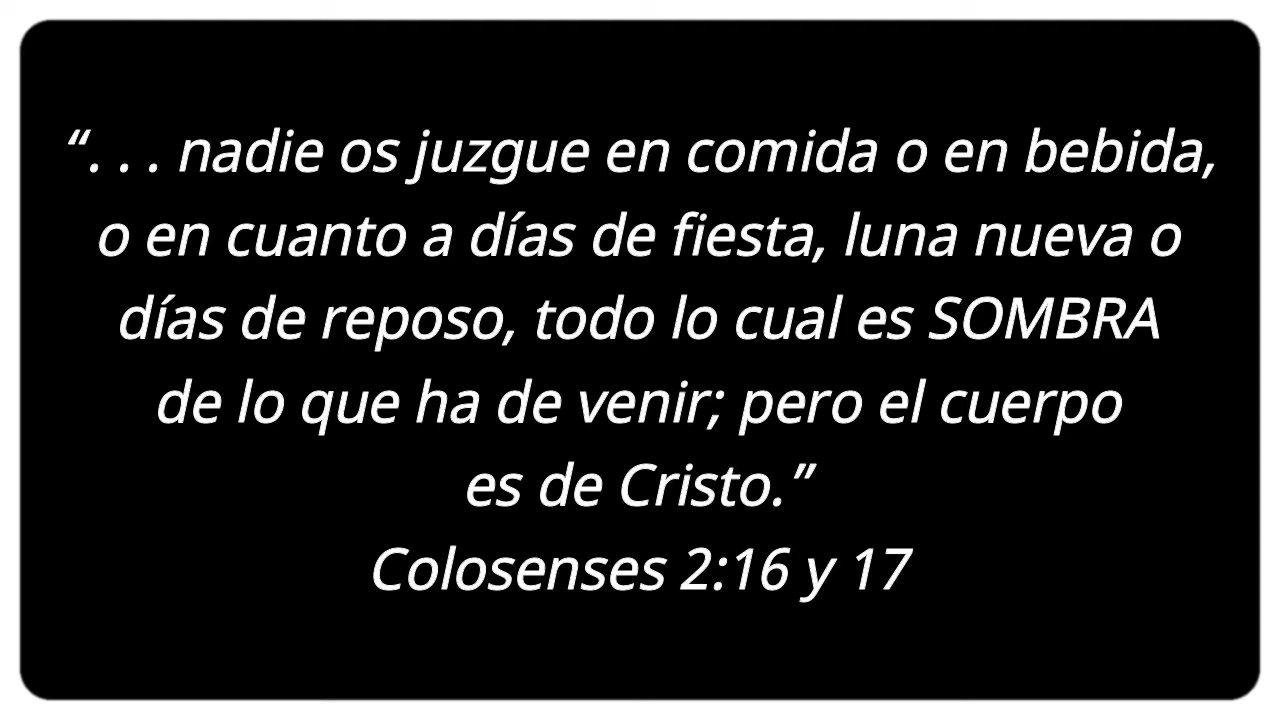 “. . . nadie os juzgue en comida o en bebida,
o en cuanto a días de fiesta, luna nueva o
días de reposo, todo lo cual es SOMBRA
de lo que ha de venir; pero el cuerpo
es de Cristo.”
Colosenses 2:16 y 17